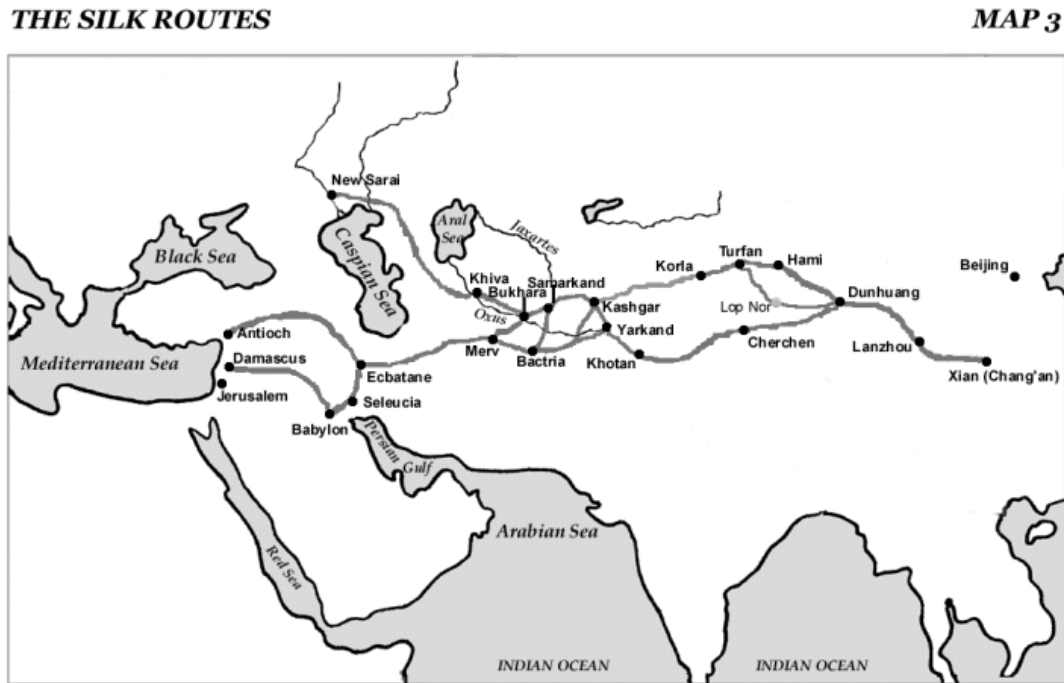 THE SILK ROUTES
MAP 3
New Sarai
Black Sea
Caspian Sea
Aral
Sea
Jaxartes
Turfan
Hami
Korla
Beijing
Khiva
Bukhara
Samarkand
Oxus
Kashgar
Lop Nor
Dunhuang
Antioch
Merv
Bactria
Yarkand
Khotan
Cherchen
Lanzhou
Mediterranean Sea
Damascus
Ecbatane
Xian (Chang'an)
Jerusalem
Seleucia
Babylon
Persian
Gulf
Arabian Sea
Red Sea
INDIAN OCEAN
INDIAN OCEAN